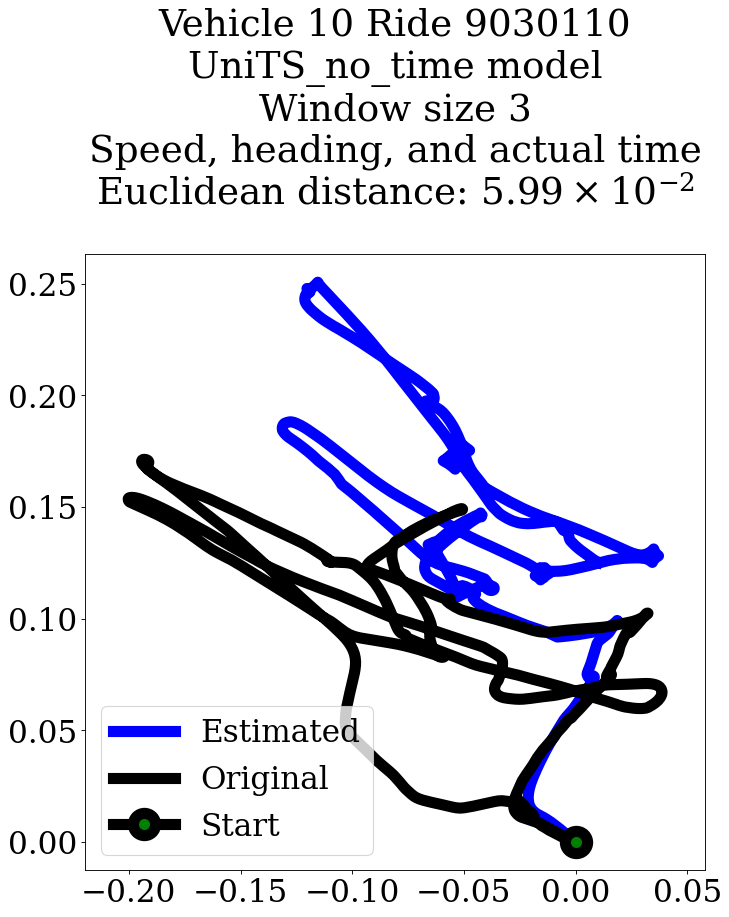 Vehicle 10 Ride 9030110
UniTS_no_time model
Window size 3
Speed, heading, and actual time
Euclidean distance: 5.99 × 10⁻²
0.25
0.20
0.15
0.10
0.05
0.00
Estimated
Original
Start
−0.20 −0.15 −0.10 −0.05 0.00 0.05